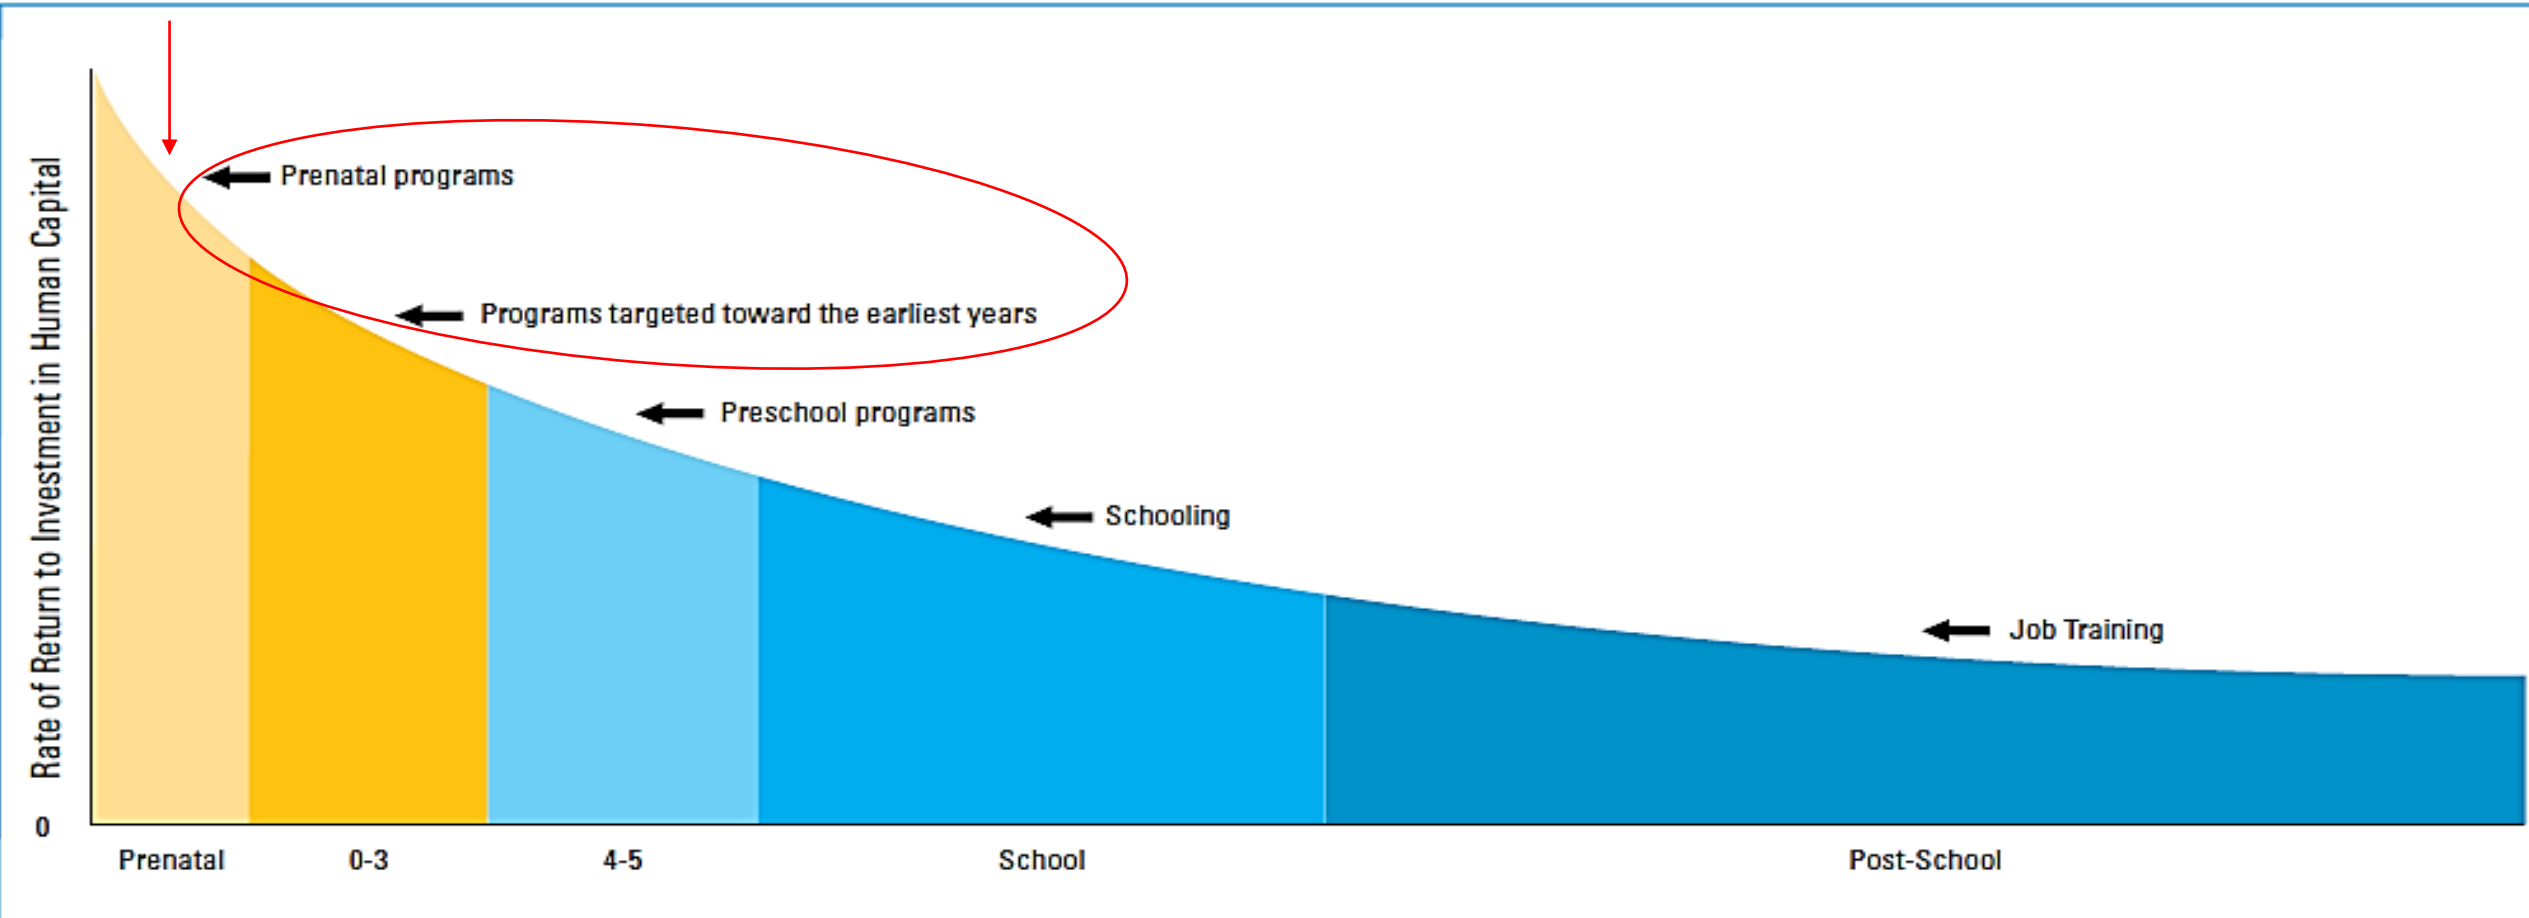 Rate of Return to Investment in Human Capital
Prenatal programs
Programs targeted toward the earliest years
Preschool programs
Schooling
Job Training
0
Prenatal
0-3
4-5
School
Post-School